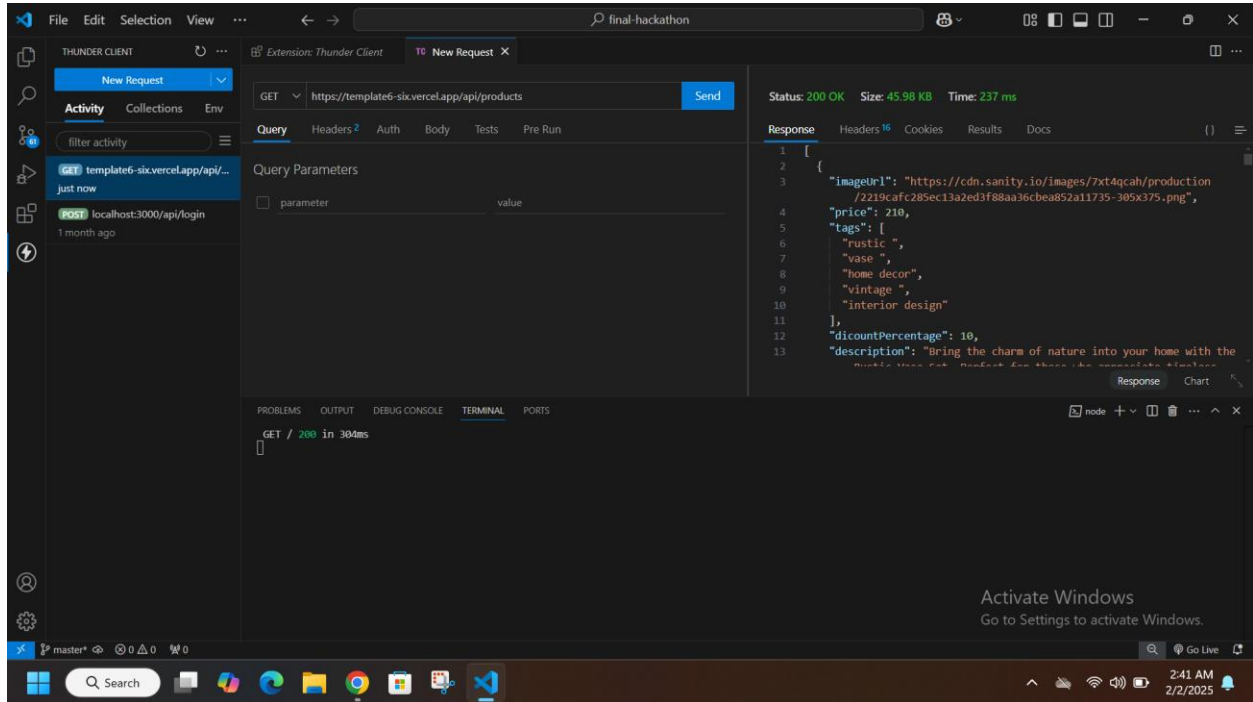 File Edit Selection View ··· final-hackathon
THUNDER CLIENT
New Request
Activity Collections Env
filter activity
GET template6-six.vercel.app/api/...
just now
POST localhost:3000/api/login
1 month ago
Extension: Thunder Client TC New Request
GET https://template6-six.vercel.app/api/products Send
Query Headers 2 Auth Body Tests Pre Run
Query Parameters
parameter value
Status: 200 OK Size: 45.98 KB Time: 237 ms
Response Headers 16 Cookies Results Docs {}
1 [
2 {
3 "imageUrl": "https://cdn.sanity.io/images/7xt4qcah/production
/2219cafc285ec13a2ed3f88aa36cbea852a11735-305x375.png",
4 "price": 210,
5 "tags": [
6 "rustic ",
7 "vase ",
8 "home decor",
9 "vintage ",
10 "interior design"
11 ],
12 "dicountPercentage": 10,
13 "description": "Bring the charm of nature into your home with the
Response Chart
PROBLEMS OUTPUT DEBUG CONSOLE TERMINAL PORTS
node
GET / 200 in 304ms
Activate Windows
Go to Settings to activate Windows.
61
master* 0 0 0 Go Live
Search
2:41 AM
2/2/2025